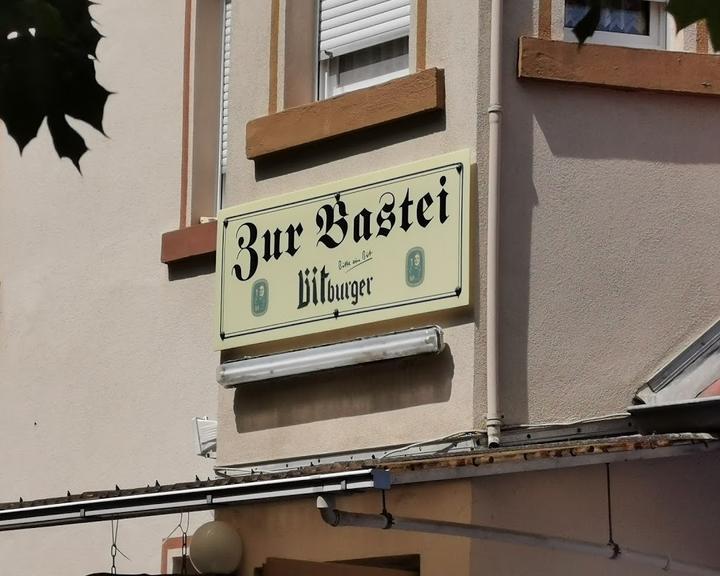 Zur Bastei
Bitte ein Bit
Bitburger